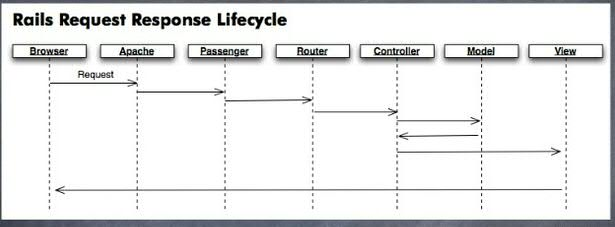 Rails Request Response Lifecycle
Browser Apache Passenger Router Controller Model View
Request